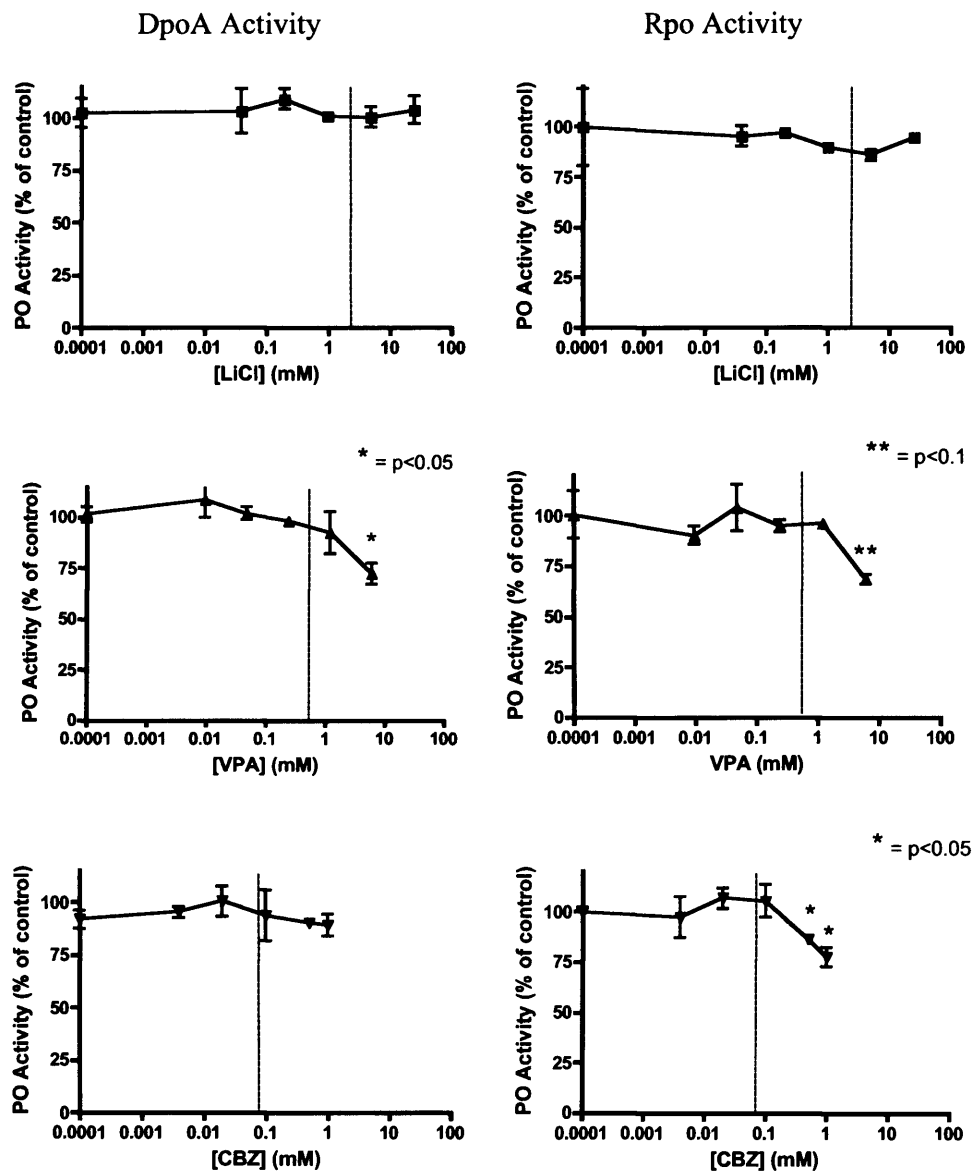 DpoA Activity
Rpo Activity
PO Activity (% of control)
100
75
50
25
0
0.0001 0.001 0.01 0.1 1 10 100
[LiCl] (mM)
PO Activity (% of control)
100
75
50
25
0
0.0001 0.001 0.01 0.1 1 10 100
[LiCl] (mM)
* = p<0.05
PO Activity (% of control)
100
75
50
25
0
*
0.0001 0.001 0.01 0.1 1 10 100
[VPA] (mM)
** = p<0.1
PO Activity (% of control)
100
75
50
25
0
**
0.0001 0.001 0.01 0.1 1 10 100
VPA (mM)
PO Activity (% of control)
100
75
50
25
0
0.0001 0.001 0.01 0.1 1 10 100
[CBZ] (mM)
* = p<0.05
PO Activity (% of control)
100
75
50
25
0
*
*
0.0001 0.001 0.01 0.1 1 10 100
[CBZ] (mM)